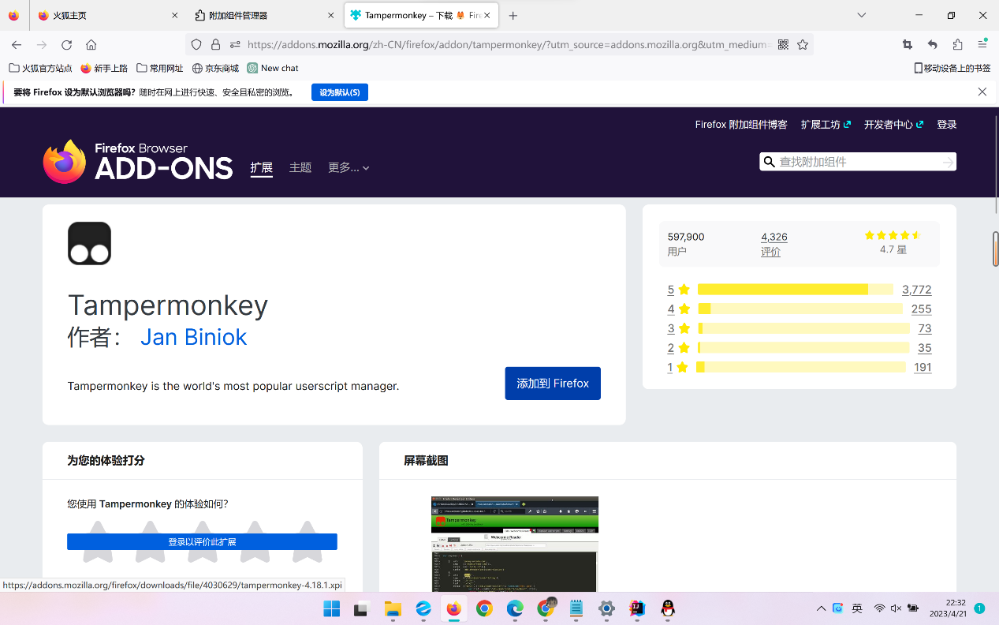 火狐主页
附加组件管理器
Tampermonkey – 下载 🦊 Fire
https://addons.mozilla.org/zh-CN/firefox/addon/tampermonkey/?utm_source=addons.mozilla.org&utm_medium=
火狐官方站点
新手上路
常用网址
京东商城
New chat
移动设备上的书签
要将 Firefox 设为默认浏览器吗? 随时在网上进行快速、安全且私密的浏览。
设为默认(S)
Firefox 附加组件博客
扩展工坊
开发者中心
登录
Firefox Browser
ADD-ONS
扩展
主题
更多...
查找附加组件
Tampermonkey
作者： Jan Biniok
Tampermonkey is the world's most popular userscript manager.
添加到 Firefox
597,900
用户
4,326
评价
4.7 星
5 3,772
4 255
3 73
2 35
1 191
为您的体验打分
您使用 Tampermonkey 的体验如何？
登录以评价此扩展
屏幕截图
Tampermonkey
https://addons.mozilla.org/firefox/downloads/file/4030629/tampermonkey-4.18.1.xpi
英
22:32
2023/4/21
1